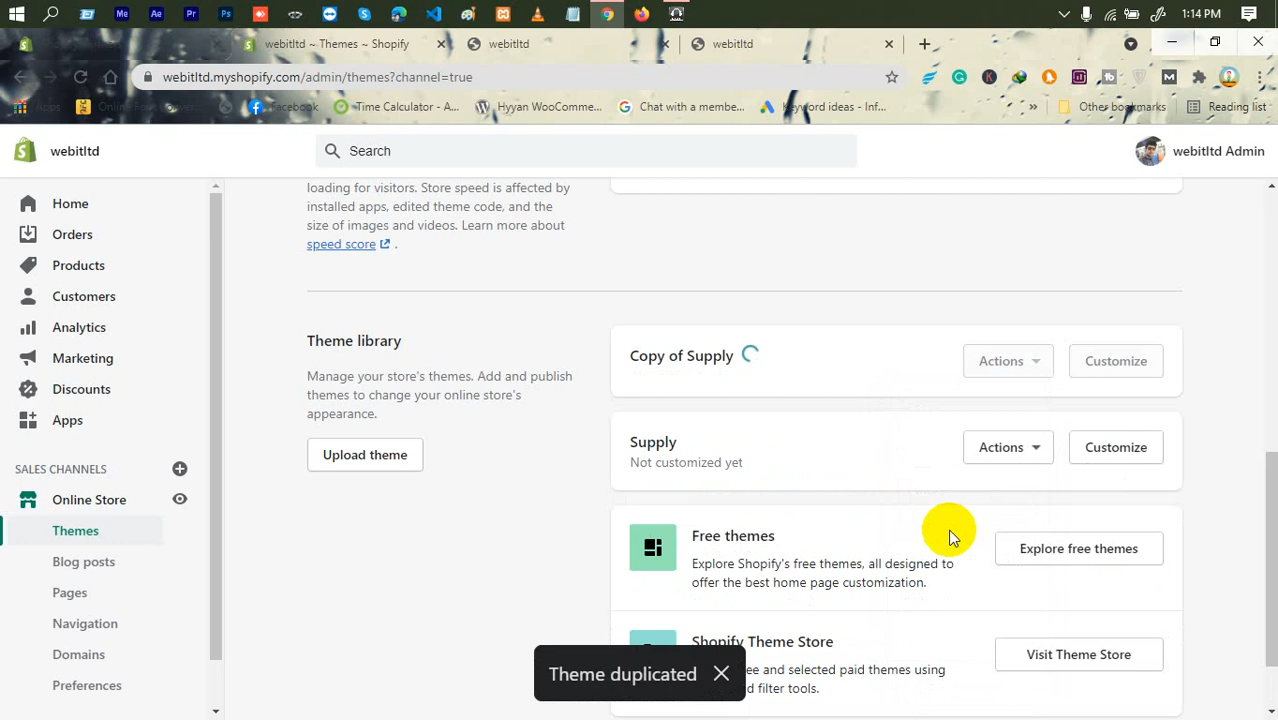 1:14 PM
webitltd ~ Themes ~ Shopify
webitltd
webitltd
webitltd.myshopify.com/admin/themes?channel=true
Apps
Facebook
Time Calculator - A...
Hyyan WooComme...
Chat with a membe...
Keyword ideas - Inf...
Other bookmarks
Reading list
webitltd
Search
webitltd Admin
Home
Orders
Products
Customers
Analytics
Marketing
Discounts
Apps
SALES CHANNELS
Online Store
Themes
Blog posts
Pages
Navigation
Domains
Preferences
loading for visitors. Store speed is affected by
installed apps, edited theme code, and the
size of images and videos. Learn more about
speed score .
Theme library
Manage your store's themes. Add and publish
themes to change your online store's
appearance.
Upload theme
Copy of Supply
Actions
Customize
Supply
Not customized yet
Actions
Customize
Free themes
Explore Shopify's free themes, all designed to
offer the best home page customization.
Explore free themes
Shopify Theme Store
ee and selected paid themes using
d filter tools.
Visit Theme Store
Theme duplicated